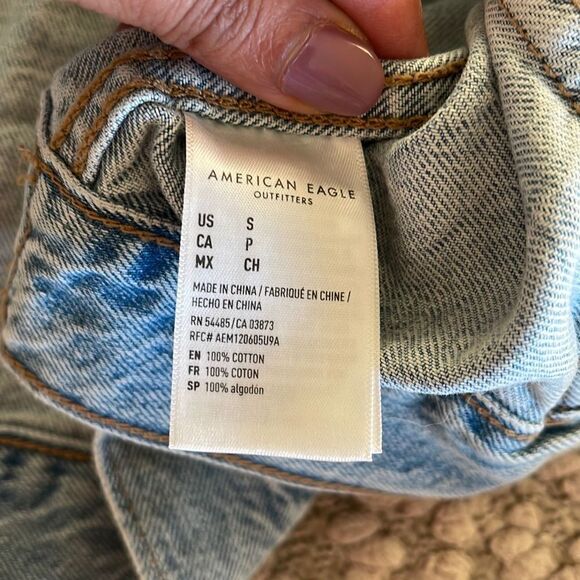 AMERICAN EAGLE
OUTFITTERS
US S
CA P
MX CH
MADE IN CHINA / FABRIQUÉ EN CHINE /
HECHO EN CHINA
RN 54485/CA 03873
RFC# AEM120605U9A
EN 100% COTTON
FR 100% COTON
SP 100% algodón